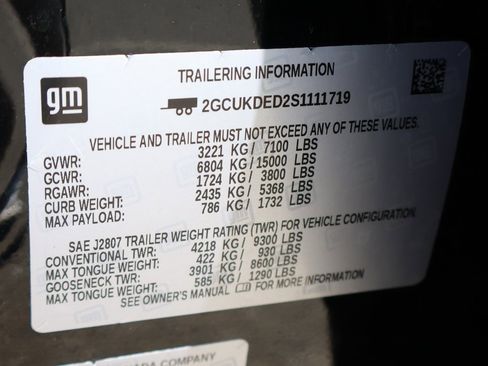 gm
TRAILERING INFORMATION
2GCUKDED2S1111719
VEHICLE AND TRAILER MUST NOT EXCEED ANY OF THESE VALUES.
GVWR: 3221 KG / 7100 LBS
GCWR: 6804 KG / 15000 LBS
RGAWR: 1724 KG / 3800 LBS
CURB WEIGHT: 2435 KG / 5368 LBS
MAX PAYLOAD: 786 KG / 1732 LBS
SAE J2807 TRAILER WEIGHT RATING (TWR) FOR VEHICLE CONFIGURATION.
CONVENTIONAL TWR: 4218 KG / 9300 LBS
MAX TONGUE WEIGHT: 422 KG / 930 LBS
GOOSENECK TWR: 3901 KG / 8600 LBS
MAX TONGUE WEIGHT: 585 KG / 1290 LBS
SEE OWNER'S MANUAL FOR MORE INFORMATION
COMPANY